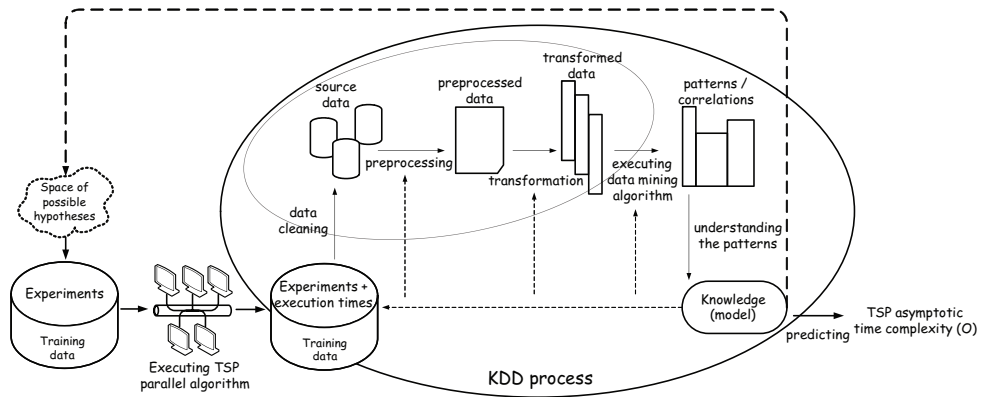 source
data
preprocessed
data
transformed
data
patterns /
correlations
preprocessing
transformation
executing
data mining
algorithm
Space of
possible
hypotheses
data
cleaning
understanding
the patterns
Experiments
Training
data
Executing TSP
parallel algorithm
Experiments +
execution times
Training
data
Knowledge
(model)
predicting
TSP asymptotic
time complexity (O)
KDD process